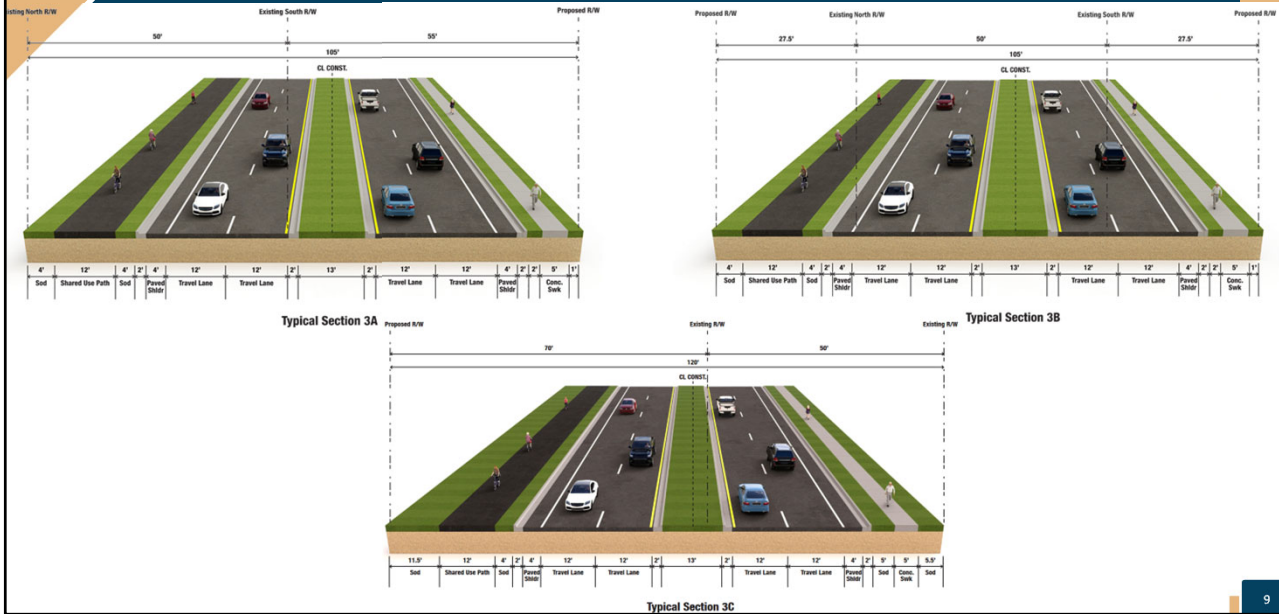 isting North R/W Existing South R/W Proposed R/W
50' 55'
105'
CL CONST.
4' 12' 4' 2' 4' 12' 12' 2' 13' 2' 12' 12' 4' 2' 2' 5' 1'
Sod Shared Use Path Sod Paved Travel Lane Travel Lane Travel Lane Travel Lane Paved Conc.
Shldr Shldr Swk
Typical Section 3A
Proposed R/W Existing North R/W Existing South R/W Proposed R/W
27.5' 50' 27.5'
105'
CL CONST.
4' 12' 4' 2' 4' 12' 12' 2' 13' 2' 12' 12' 4' 2' 2' 5' 1'
Sod Shared Use Path Sod Paved Travel Lane Travel Lane Travel Lane Travel Lane Paved Conc.
Shldr Shldr Swk
Typical Section 3B
Proposed R/W Existing R/W Existing R/W
70' 50'
120'
CL CONST.
11.5' 12' 4' 2' 4' 12' 12' 2' 13' 2' 12' 12' 4' 2' 5' 5' 5.5'
Sod Shared Use Path Sod Paved Travel Lane Travel Lane Travel Lane Travel Lane Paved Sod Conc. Sod
Shldr Shldr Swk
Typical Section 3C
9